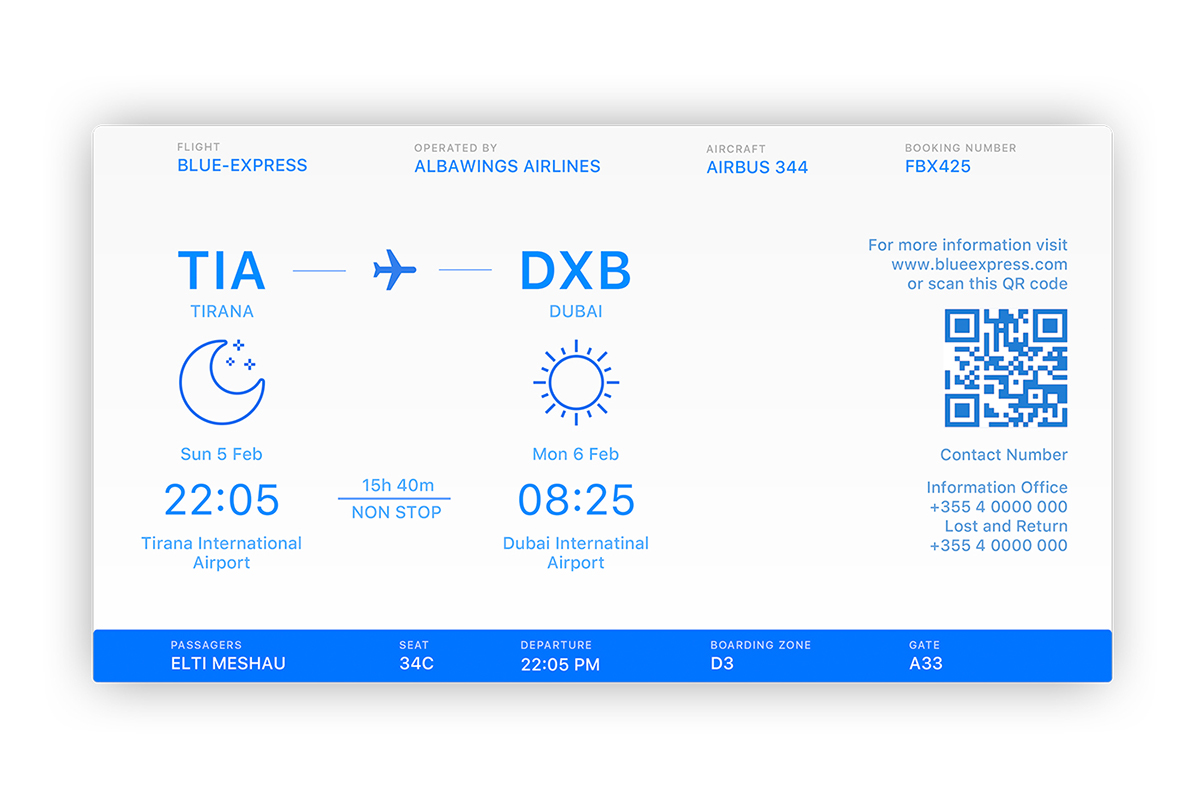 FLIGHT
BLUE-EXPRESS
OPERATED BY
ALBAWINGS AIRLINES
AIRCRAFT
AIRBUS 344
BOOKING NUMBER
FBX425
TIA
TIRANA
DXB
DUBAI
For more information visit
www.blueexpress.com
or scan this QR code
Sun 5 Feb
22:05
Tirana International
Airport
15h 40m
NON STOP
Mon 6 Feb
08:25
Dubai Internatinal
Airport
Contact Number
Information Office
+355 4 0000 000
Lost and Return
+355 4 0000 000
PASSAGERS
ELTI MESHAU
SEAT
34C
DEPARTURE
22:05 PM
BOARDING ZONE
D3
GATE
A33